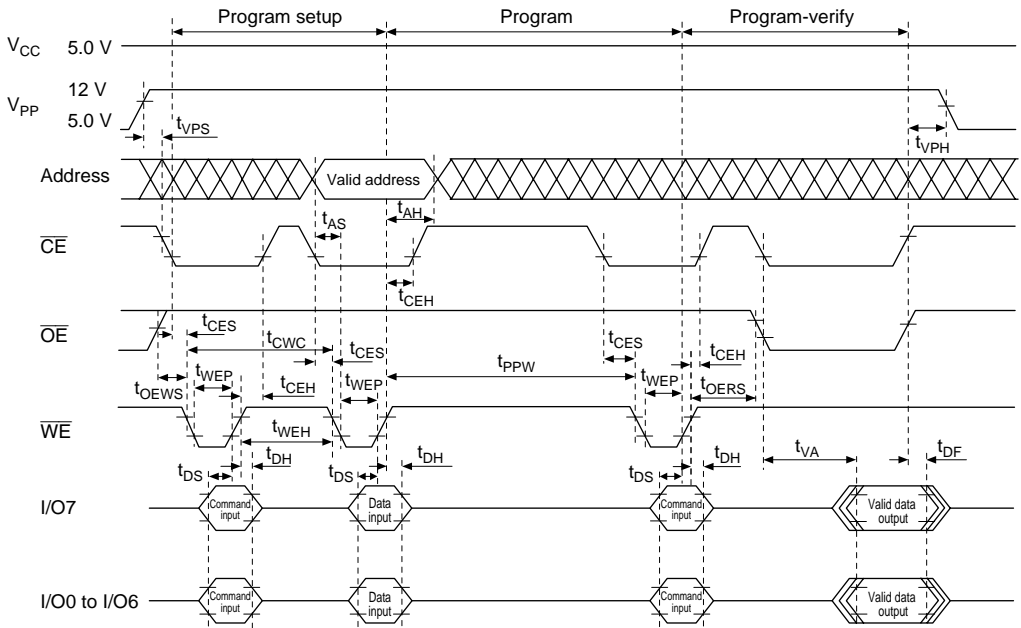 Program setup Program Program-verify
VCC 5.0 V
12 V
VPP
5.0 V
tVPS
tVPH
Address Valid address
tAH
tAS
CE
tCEH
OE
tCES tCWC tCES tCES tCEH
tPPW
tOEWS tWEP tCEH tWEP tWEP tOERS
WE
tWEH
tDS tDH tDS tDH tDS tDH tVA tDF
I/O7 Command input Data input Command input Valid data output
I/O0 to I/O6 Command input Data input Command input Valid data output